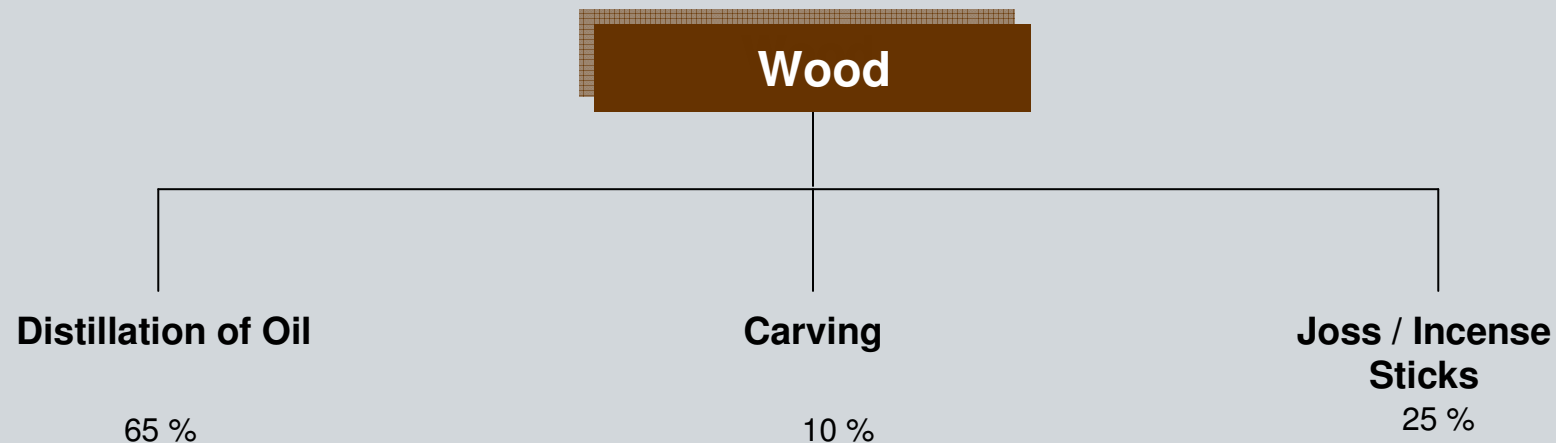 Wood
Distillation of Oil
65 %
Carving
10 %
Joss / Incense
Sticks
25 %